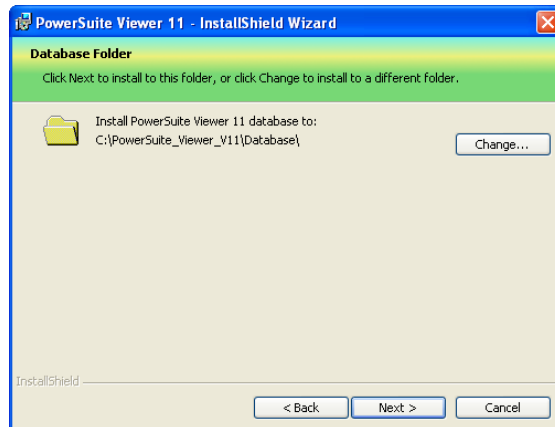 PowerSuite Viewer 11 - InstallShield Wizard
Database Folder
Click Next to install to this folder, or click Change to install to a different folder.
Install PowerSuite Viewer 11 database to:
C:\PowerSuite_Viewer_V11\Database\
Change...
InstallShield
< Back
Next >
Cancel